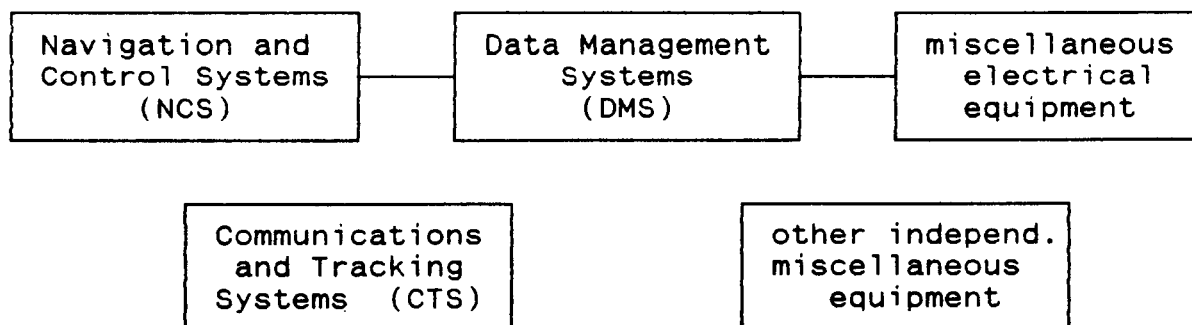 Navigation and
Control Systems
(NCS)
Data Management
Systems
(DMS)
miscellaneous
electrical
equipment
Communications
and Tracking
Systems (CTS)
other independ.
miscellaneous
equipment